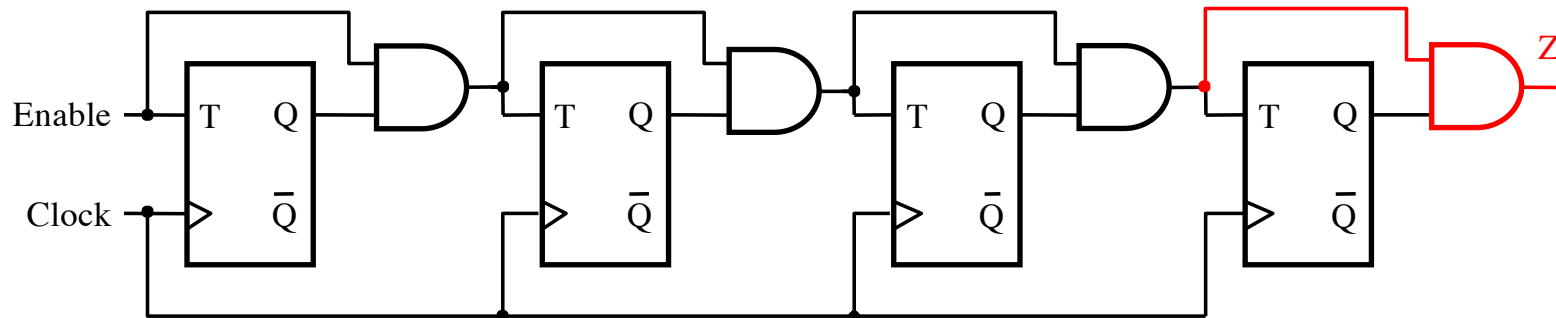 Z
Enable T Q T Q T Q T Q
Clock Q̅ Q̅ Q̅ Q̅